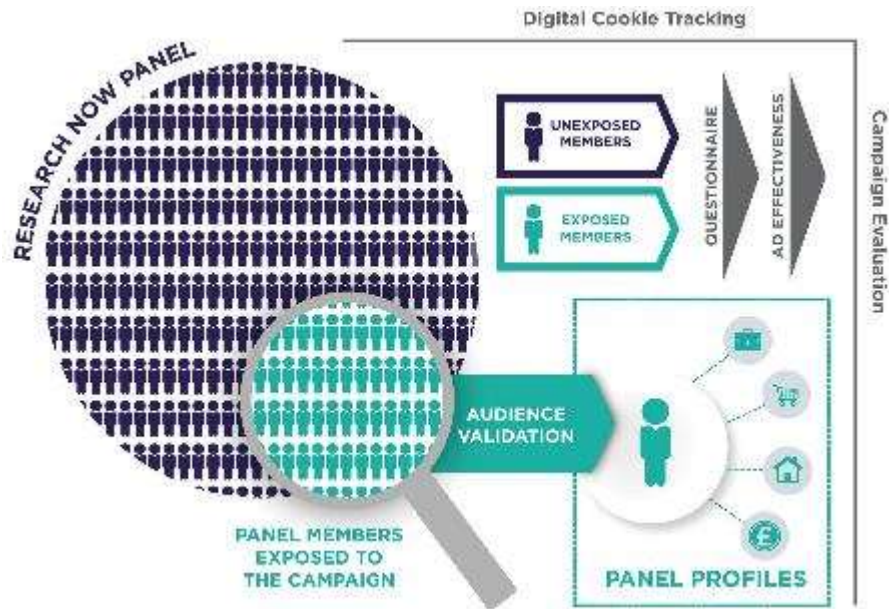 Digital Cookie Tracking
RESEARCH NOW PANEL
UNEXPOSED
MEMBERS
EXPOSED
MEMBERS
QUESTIONNAIRE
AD EFFECTIVENESS
Campaign Evaluation
AUDIENCE
VALIDATION
PANEL MEMBERS
EXPOSED TO
THE CAMPAIGN
£
PANEL PROFILES